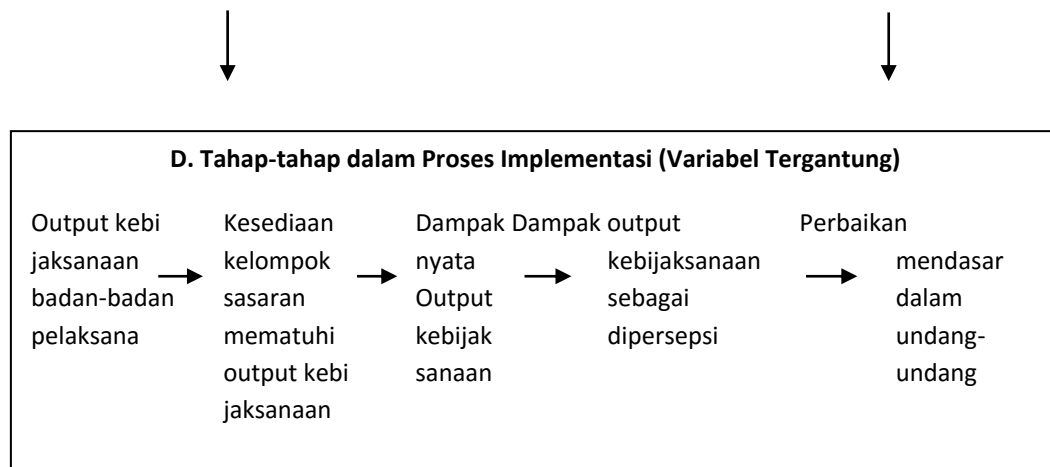 D. Tahap-tahap dalam Proses Implementasi (Variabel Tergantung)
Output kebi
jaksanaan
badan-badan
pelaksana
Kesediaan
kelompok
sasaran
mematuhi
output kebi
jaksanaan
Dampak
nyata
Output
kebijak
sanaan
Dampak output
kebijaksanaan
sebagai
dipersepsi
Perbaikan
mendasar
dalam
undang-
undang